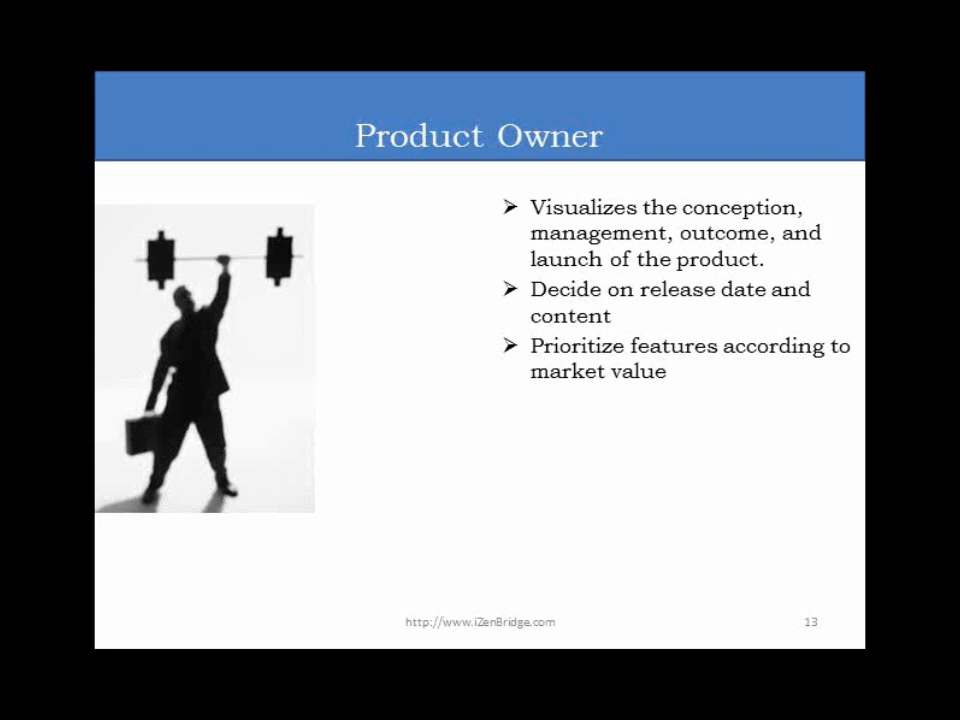 Product Owner
➢ Visualizes the conception,
management, outcome, and
launch of the product.
➢ Decide on release date and
content
➢ Prioritize features according to
market value
http://www.iZenBridge.com
13